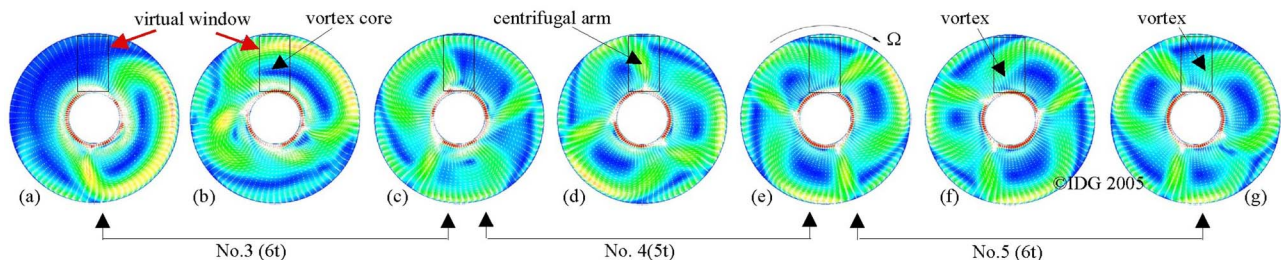 virtual window
vortex core
centrifugal arm
Ω
vortex
vortex
(a)
(b)
(c)
(d)
(e)
(f)
©IDG 2005
(g)
No.3 (6t)
No. 4(5t)
No.5 (6t)